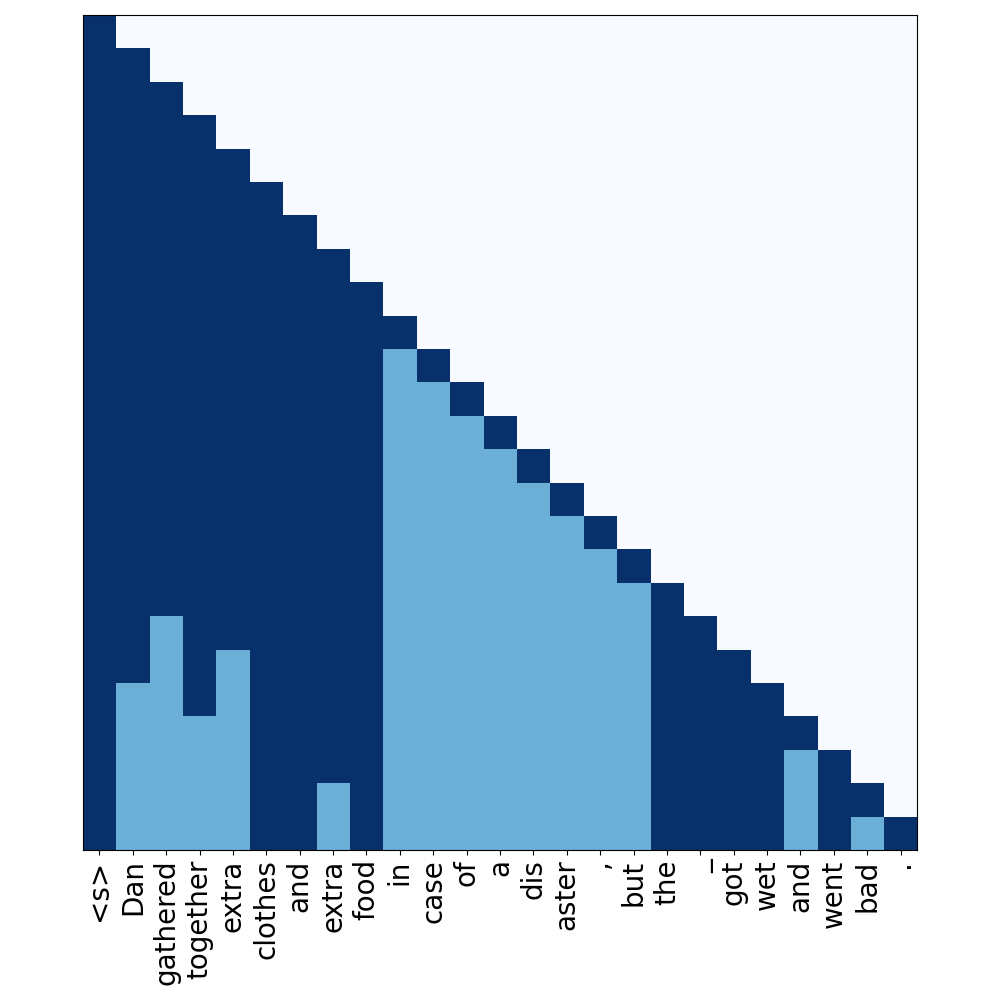 <s> Dan gathered together extra clothes and extra food in case of a dis aster , but the _ got wet and went bad .